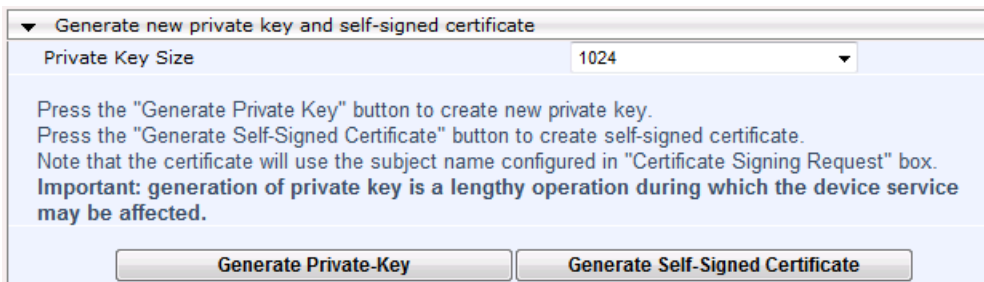 Generate new private key and self-signed certificate
Private Key Size 1024
Press the "Generate Private Key" button to create new private key.
Press the "Generate Self-Signed Certificate" button to create self-signed certificate.
Note that the certificate will use the subject name configured in "Certificate Signing Request" box.
Important: generation of private key is a lengthy operation during which the device service
may be affected.
Generate Private-Key Generate Self-Signed Certificate